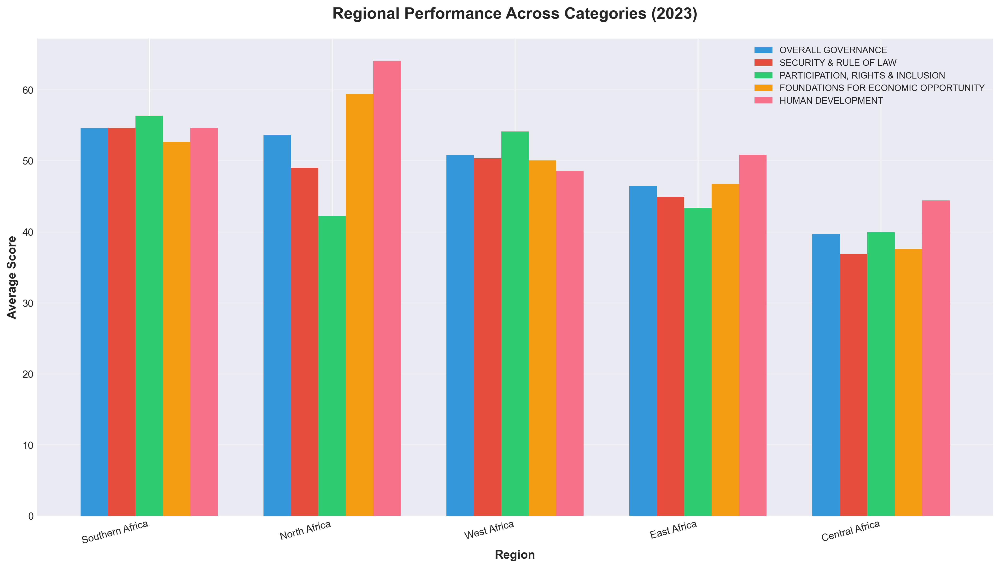 Regional Performance Across Categories (2023)
OVERALL GOVERNANCE
SECURITY & RULE OF LAW
PARTICIPATION, RIGHTS & INCLUSION
FOUNDATIONS FOR ECONOMIC OPPORTUNITY
HUMAN DEVELOPMENT
Average Score
60
50
40
30
20
10
0
Southern Africa
North Africa
West Africa
East Africa
Central Africa
Region